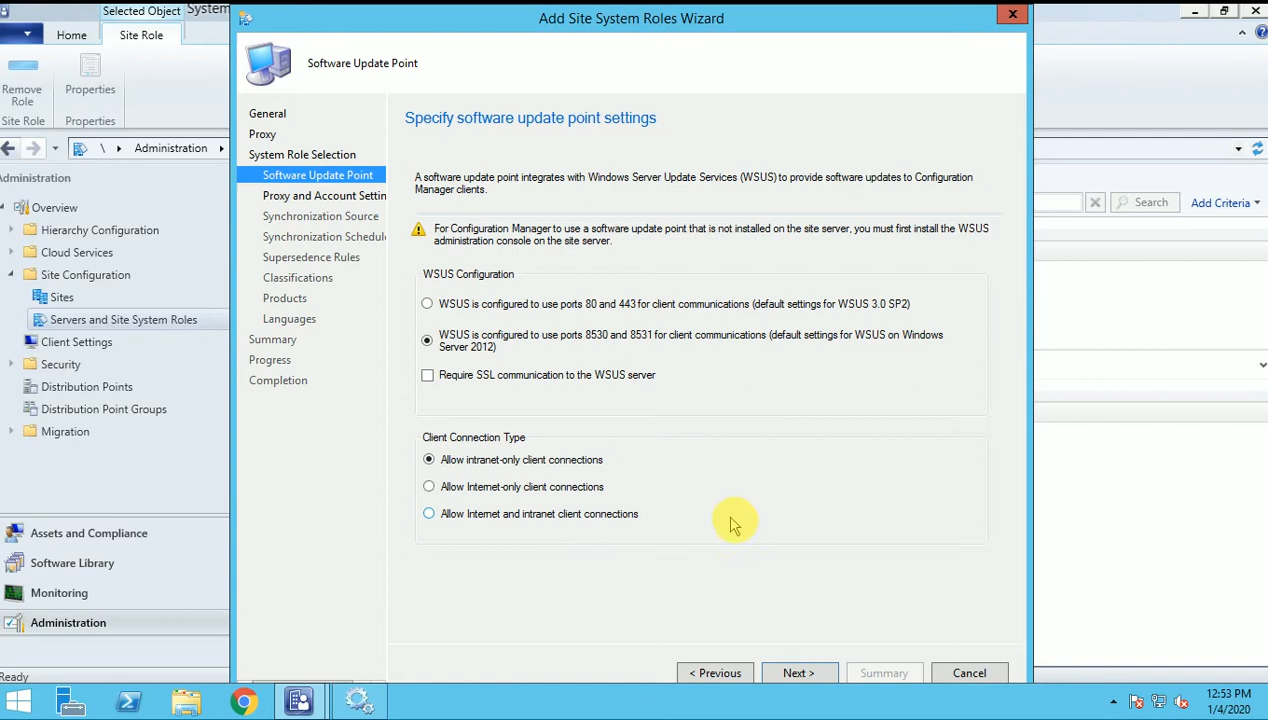 Selected Object
System
Add Site System Roles Wizard
Home
Site Role
Remove
Role
Properties
Site Role
Properties
\
Administration
Search
Add Criteria
Administration
Overview
Hierarchy Configuration
Cloud Services
Site Configuration
Sites
Servers and Site System Roles
Client Settings
Security
Distribution Points
Distribution Point Groups
Migration
Assets and Compliance
Software Library
Monitoring
Administration
Ready
Software Update Point
General
Proxy
System Role Selection
Software Update Point
Proxy and Account Settin
Synchronization Source
Synchronization Schedul
Supersedence Rules
Classifications
Products
Languages
Summary
Progress
Completion
Specify software update point settings
A software update point integrates with Windows Server Update Services (WSUS) to provide software updates to Configuration
Manager clients.
For Configuration Manager to use a software update point that is not installed on the site server, you must first install the WSUS
administration console on the site server.
WSUS Configuration
WSUS is configured to use ports 80 and 443 for client communications (default settings for WSUS 3.0 SP2)
WSUS is configured to use ports 8530 and 8531 for client communications (default settings for WSUS on Windows
Server 2012)
Require SSL communication to the WSUS server
Client Connection Type
Allow intranet-only client connections
Allow Internet-only client connections
Allow Internet and intranet client connections
< Previous
Next >
Summary
Cancel
12:53 PM
1/4/2020